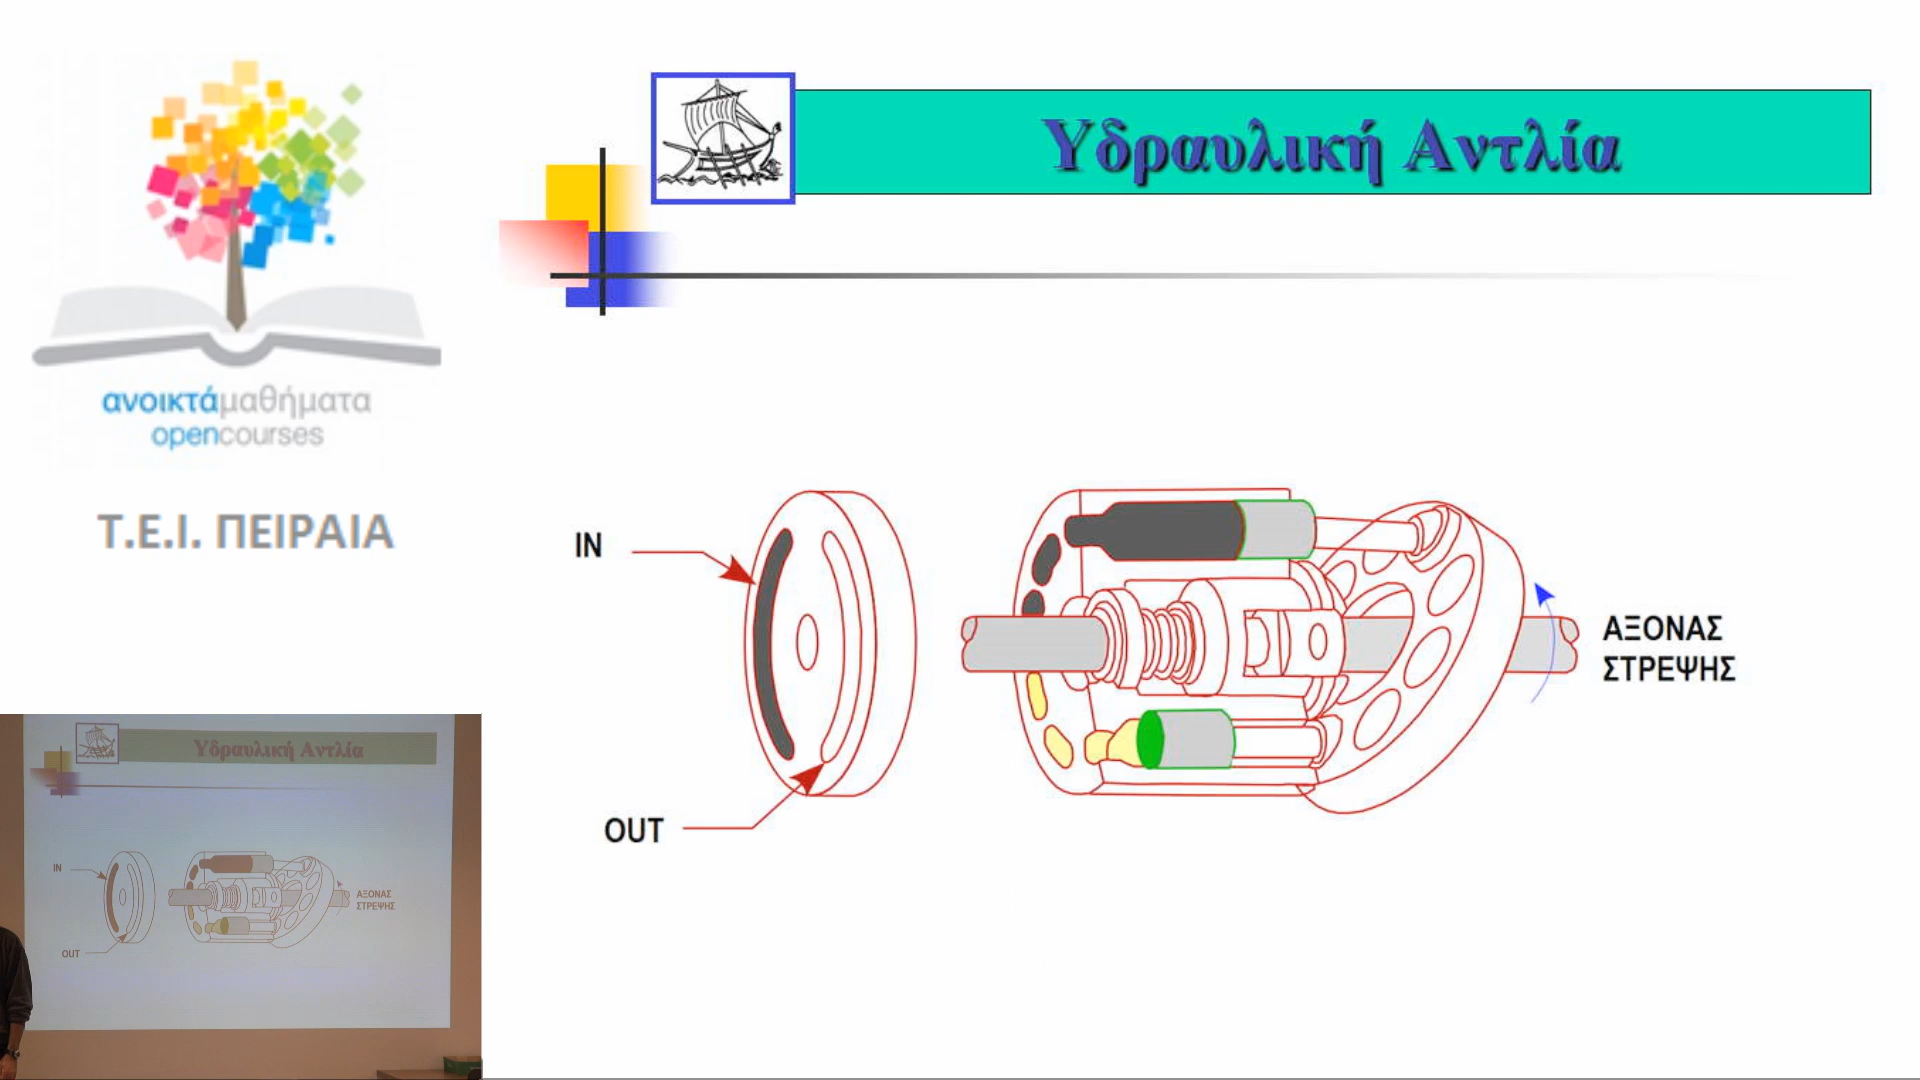 Υδραυλική Αντλία
ανοικτάμαθήματα
opencourses
Τ.Ε.Ι. ΠΕΙΡΑΙΑ
IN
ΑΞΟΝΑΣ
ΣΤΡΕΨΗΣ
OUT
Υδραυλική Αντλία
IN
ΑΞΟΝΑΣ
ΣΤΡΕΨΗΣ
OUT